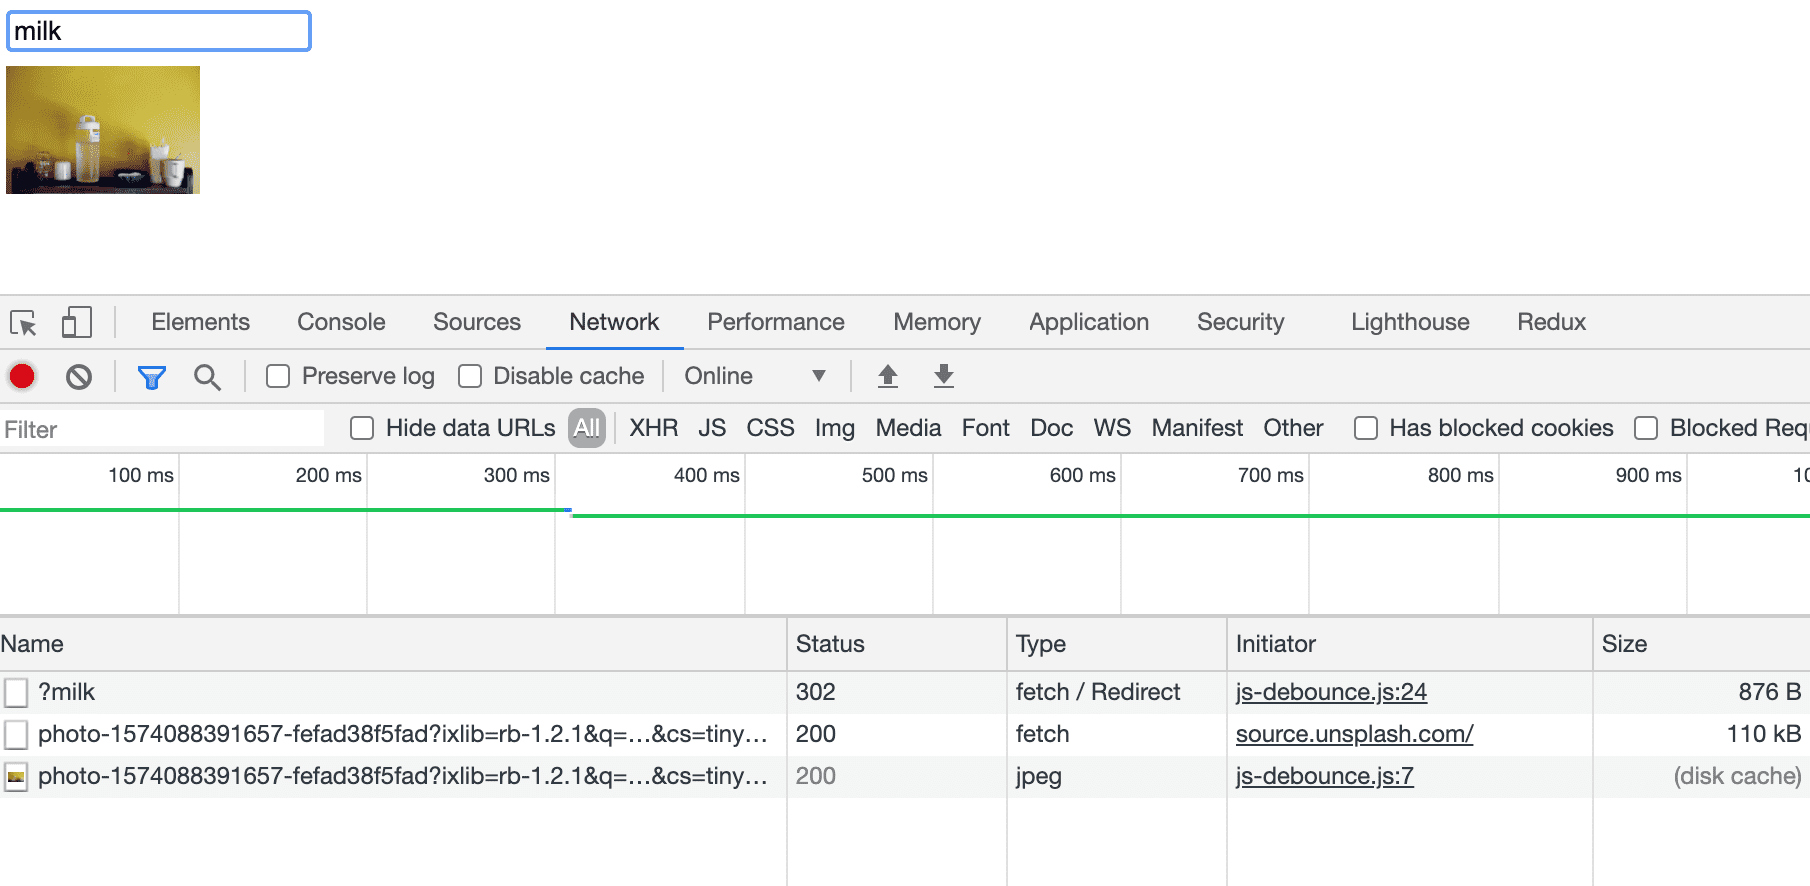 milk
Elements Console Sources Network Performance Memory Application Security Lighthouse Redux
Preserve log Disable cache Online ▼
Filter Hide data URLs All XHR JS CSS Img Media Font Doc WS Manifest Other Has blocked cookies Blocked Req
100 ms 200 ms 300 ms 400 ms 500 ms 600 ms 700 ms 800 ms 900 ms 10
Name Status Type Initiator Size
?milk 302 fetch / Redirect js-debounce.js:24 876 B
photo-1574088391657-fefad38f5fad?ixlib=rb-1.2.1&q=…&cs=tiny… 200 fetch source.unsplash.com/ 110 kB
photo-1574088391657-fefad38f5fad?ixlib=rb-1.2.1&q=…&cs=tiny… 200 jpeg js-debounce.js:7 (disk cache)